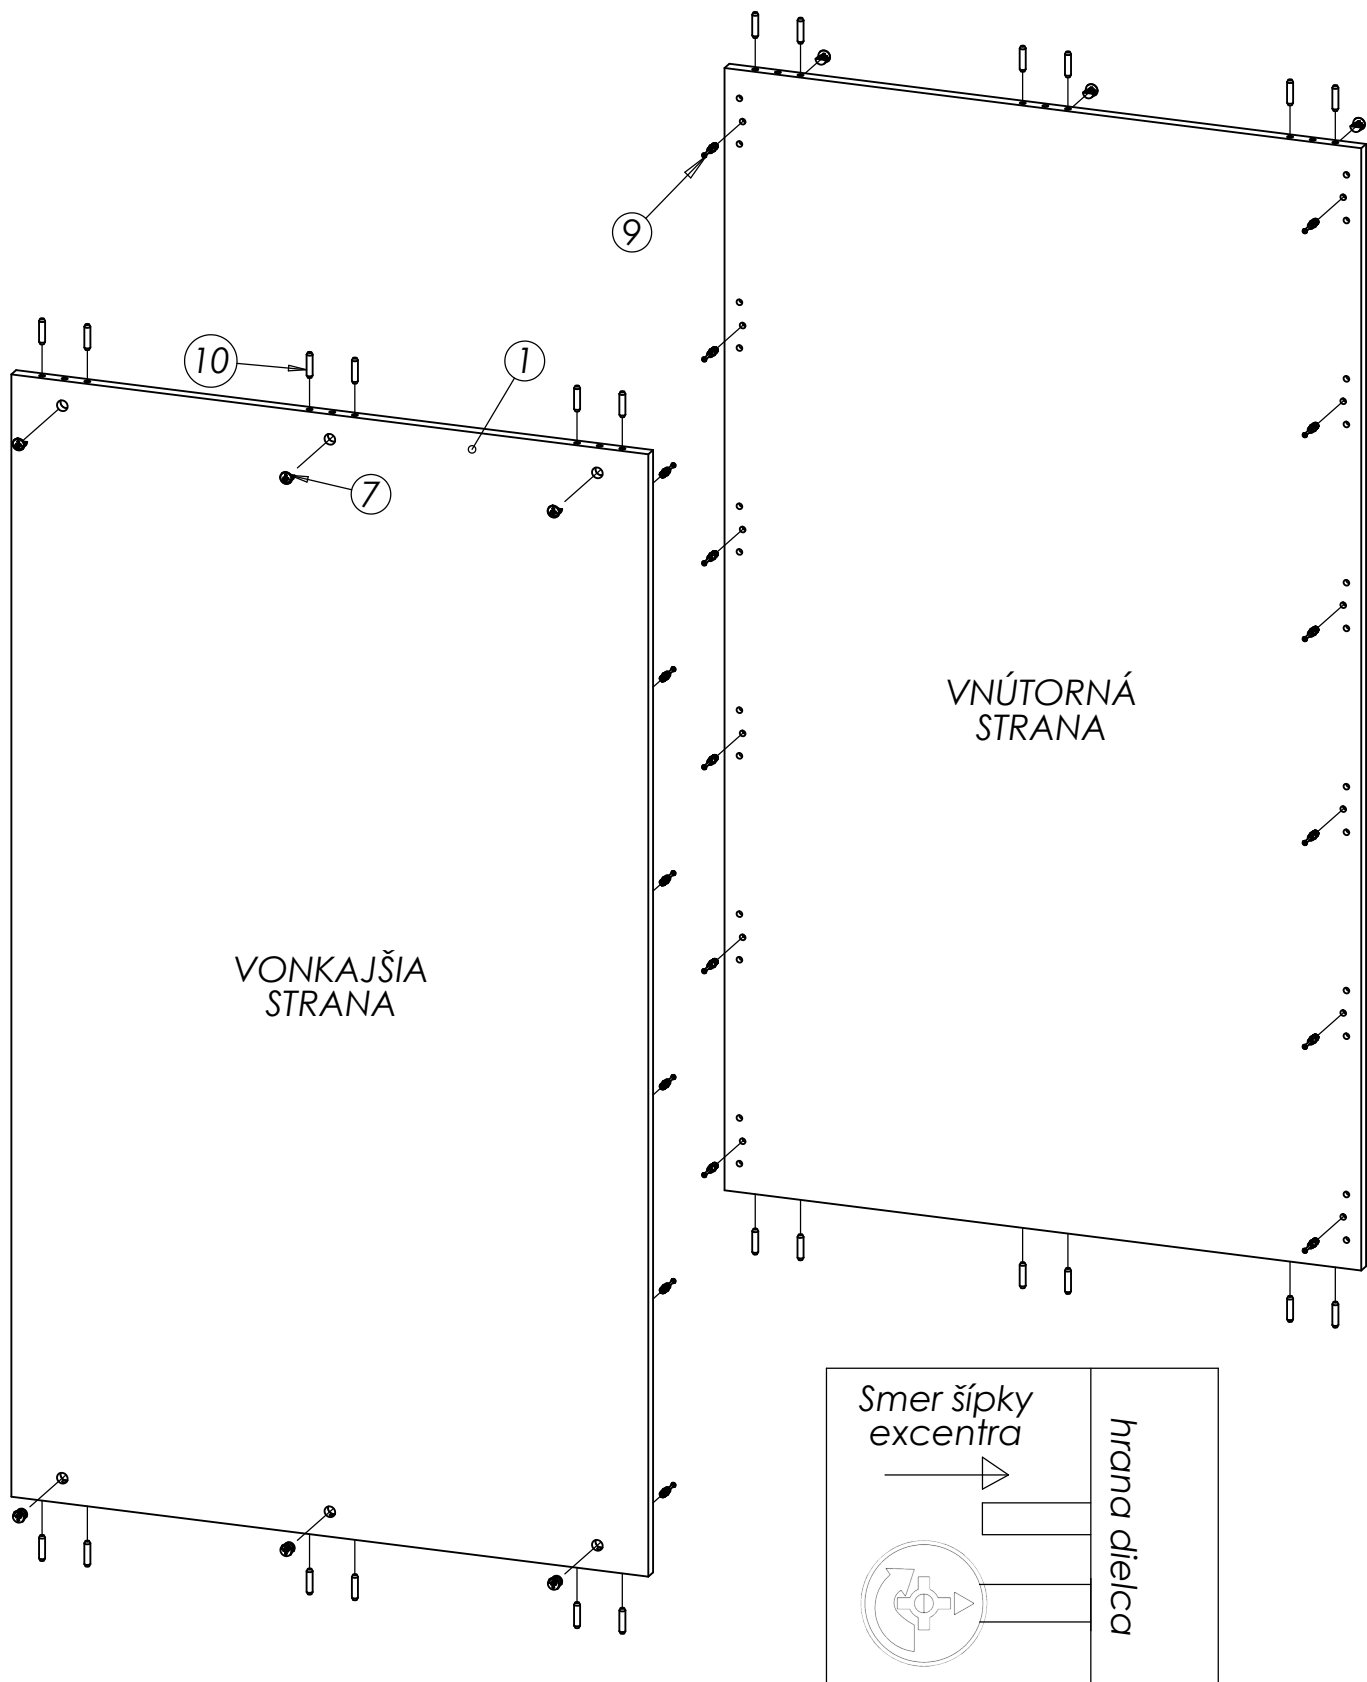 9
10
1
7
VNÚTORNÁ
STRANA
VONKAJŠIA
STRANA
Smer šípky
excentra
hrana dielca